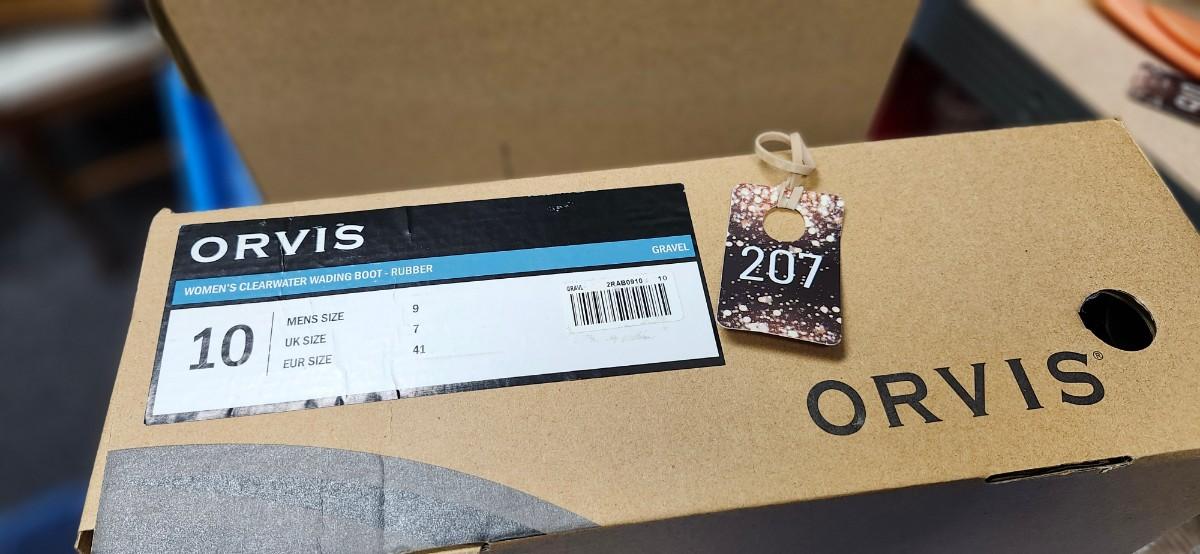 ORVIS
WOMEN'S CLEARWATER WADING BOOT - RUBBER GRAVEL
10
MENS SIZE 9
UK SIZE 7
EUR SIZE 41
GRAVL 2RAB0910 10
207
ORVIS®